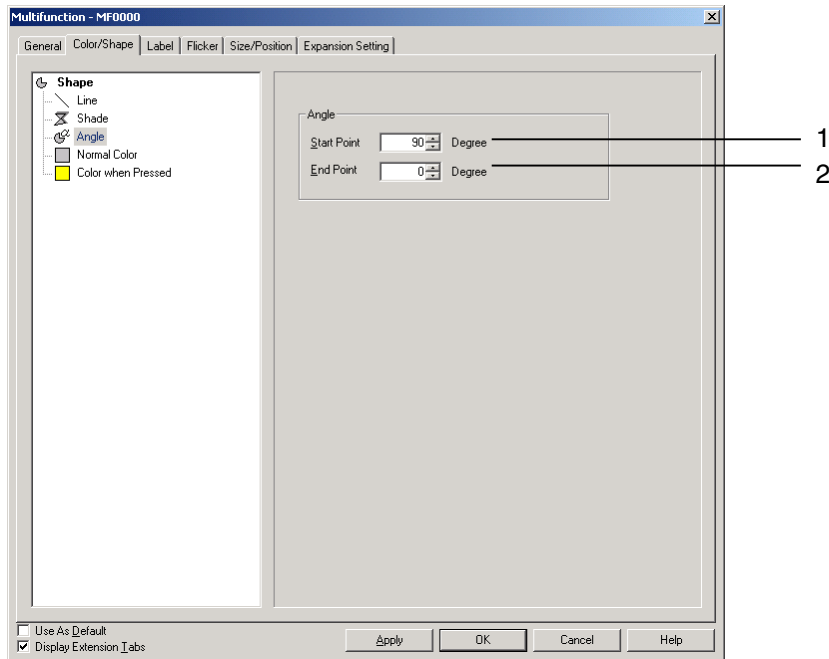 Multifunction - MF0000
General Color/Shape Label Flicker Size/Position Expansion Setting
Shape
Line
Shade
Angle
Normal Color
Color when Pressed
Angle
Start Point 90 Degree 1
End Point 0 Degree 2
Use As Default
Display Extension Tabs
Apply OK Cancel Help